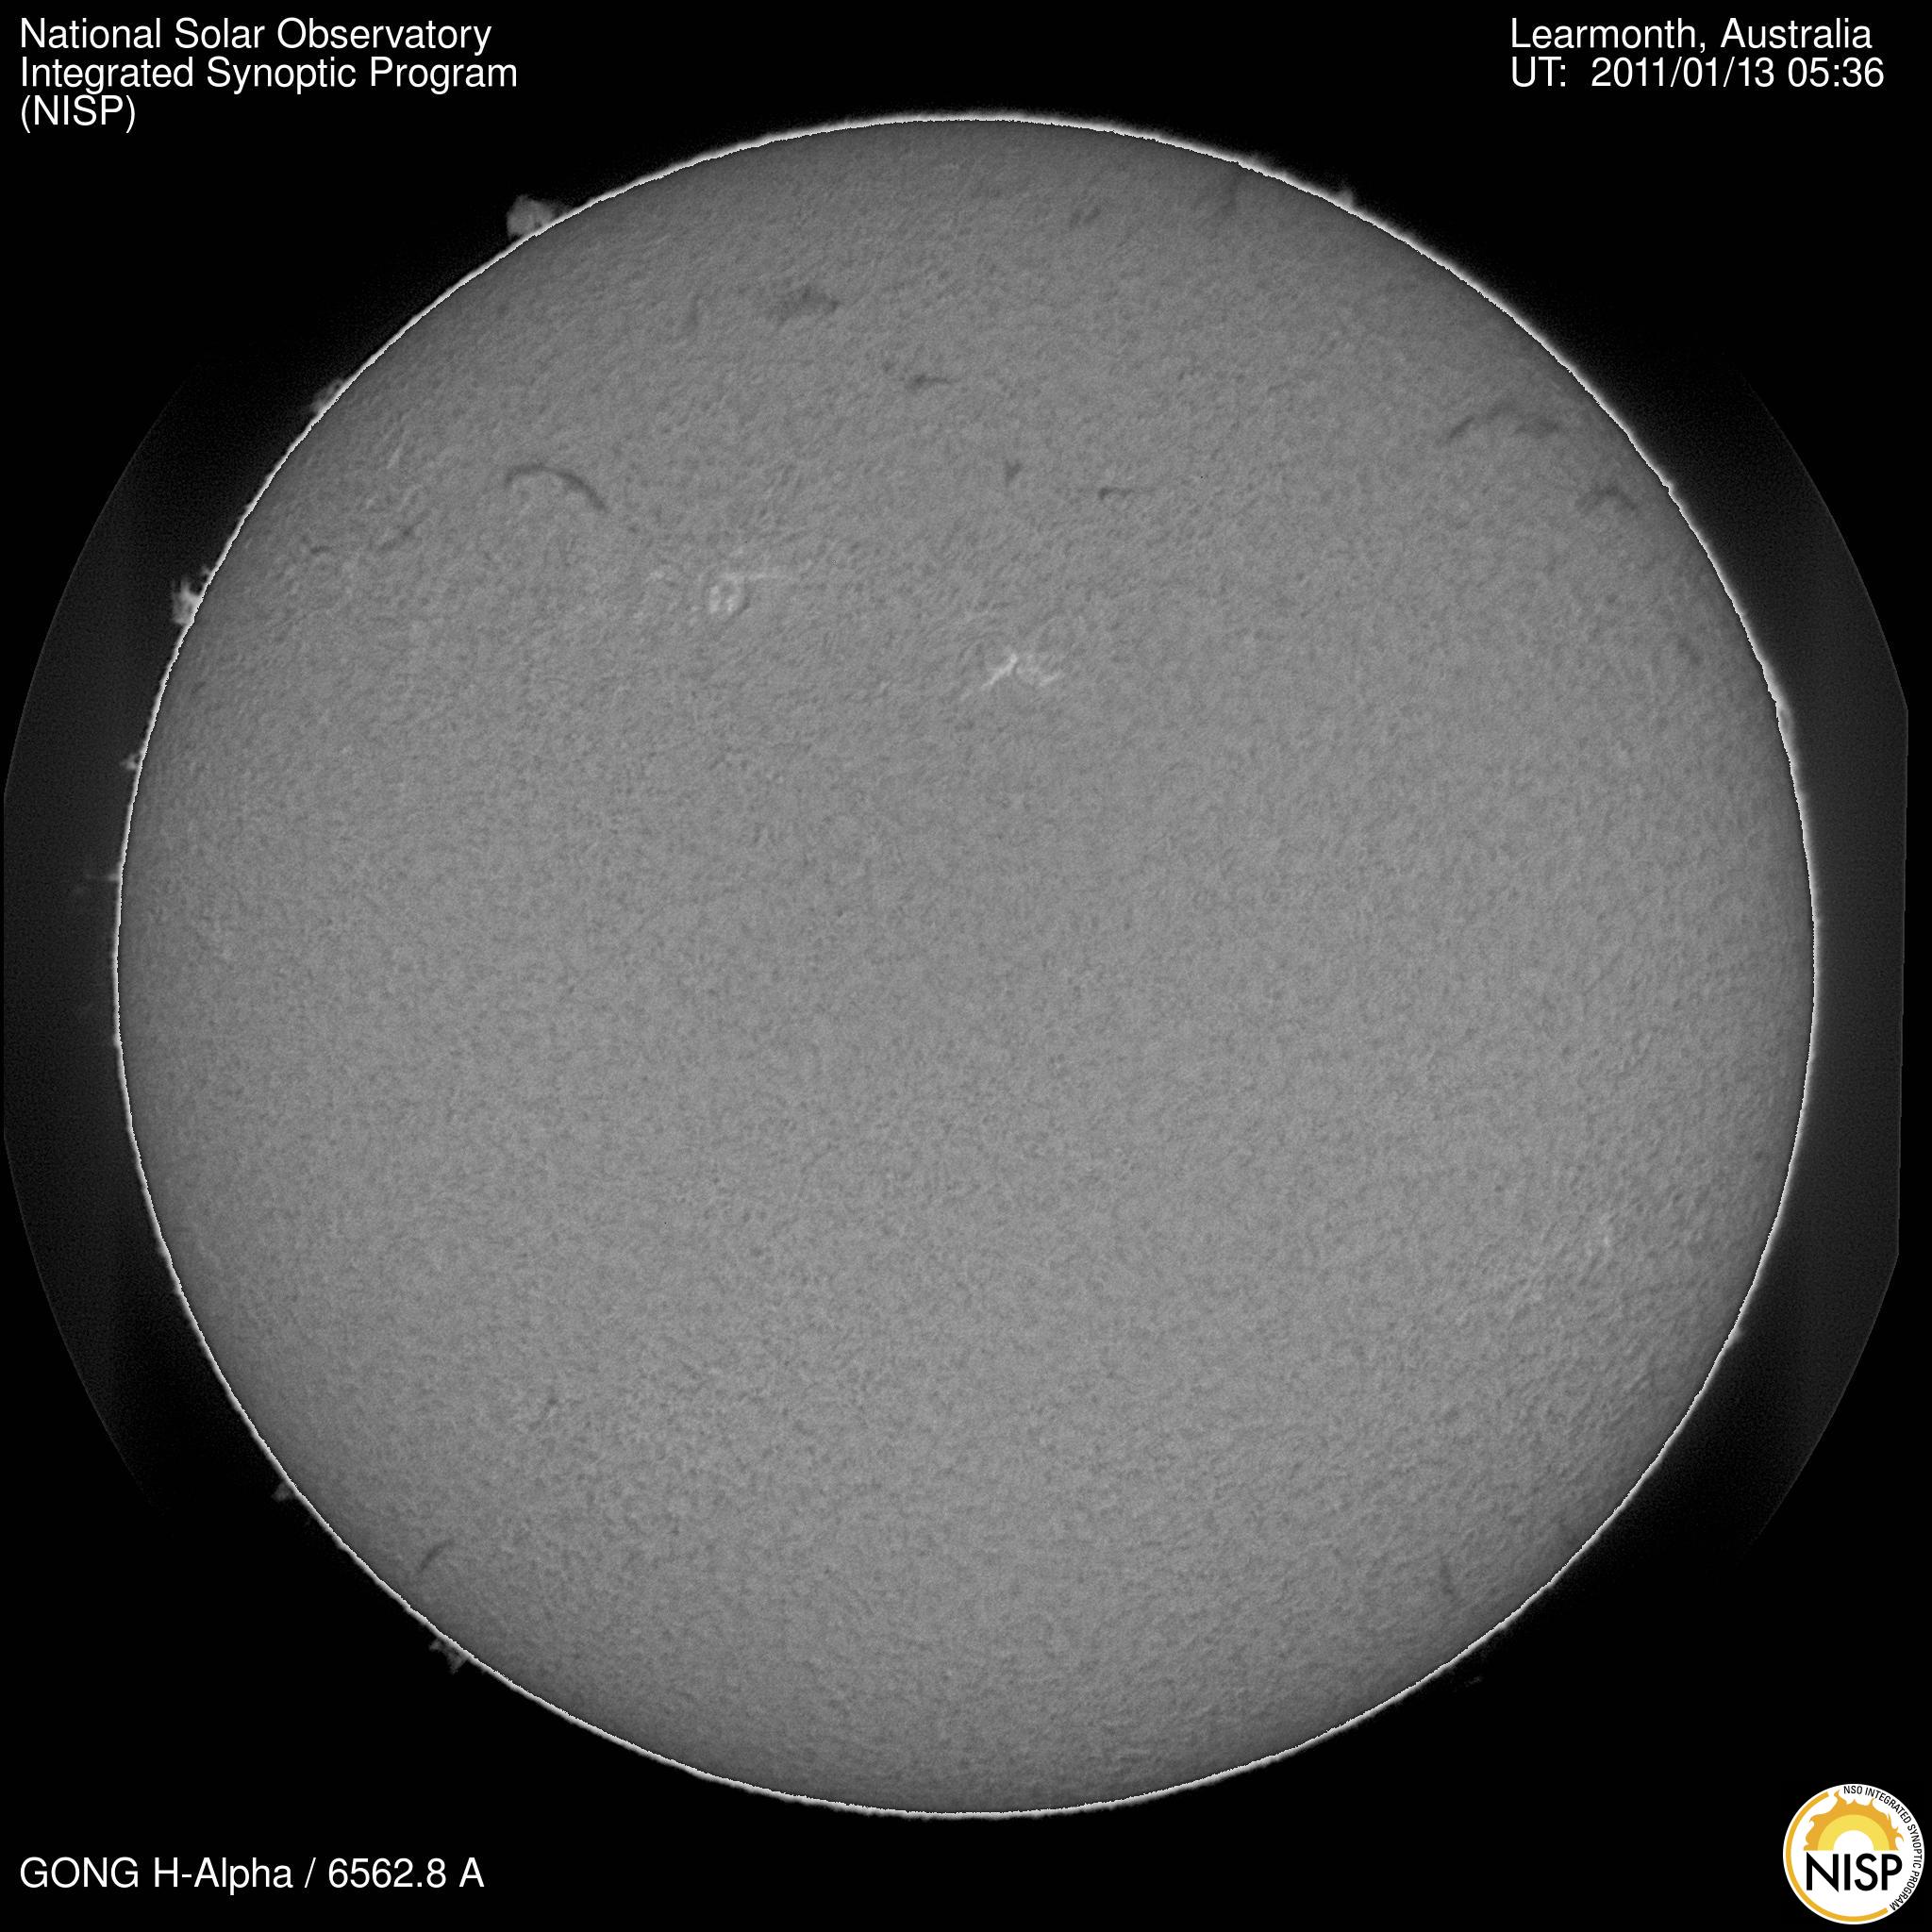 National Solar Observatory
Integrated Synoptic Program
(NISP)
Learmonth, Australia
UT: 2011/01/13 05:36
GONG H-Alpha / 6562.8 A
NSO INTEGRATED SYNOPTIC PROGRAM
NISP